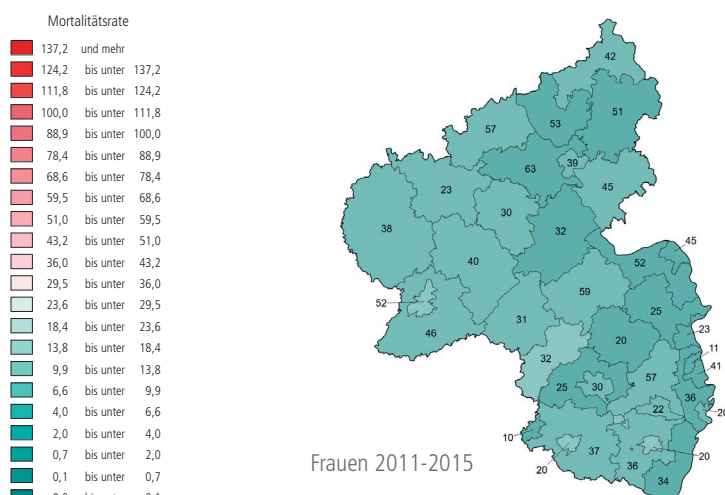 Mortalitätsrate
137,2 und mehr
124,2 bis unter 137,2
111,8 bis unter 124,2
100,0 bis unter 111,8
88,9 bis unter 100,0
78,4 bis unter 88,9
68,6 bis unter 78,4
59,5 bis unter 68,6
51,0 bis unter 59,5
43,2 bis unter 51,0
36,0 bis unter 43,2
29,5 bis unter 36,0
23,6 bis unter 29,5
18,4 bis unter 23,6
13,8 bis unter 18,4
9,9 bis unter 13,8
6,6 bis unter 9,9
4,0 bis unter 6,6
2,0 bis unter 4,0
0,7 bis unter 2,0
0,1 bis unter 0,7
0,0 bis unter 0,1
42
51
53
57
39
63
45
23
30
38
32
45
40
52
59
52
25
31
46
23
20
11
32
41
57
25
30
36
22
20
10
37
20
20
36
34
Frauen 2011-2015